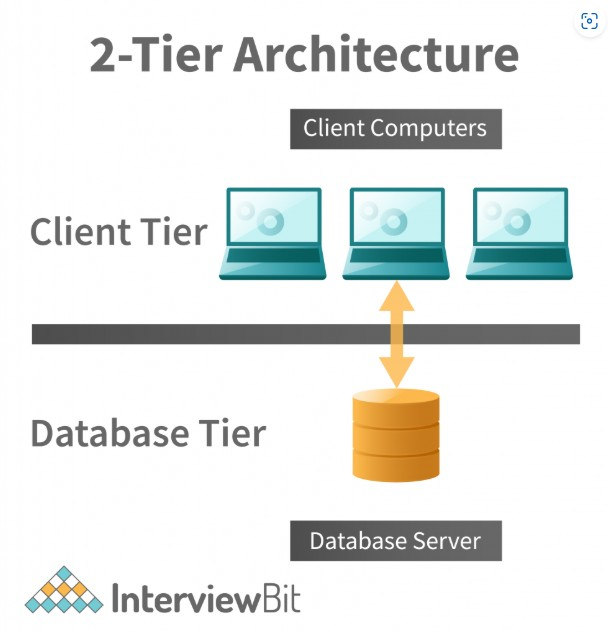 2-Tier Architecture
Client Computers
Client Tier
Database Tier
Database Server
InterviewBit